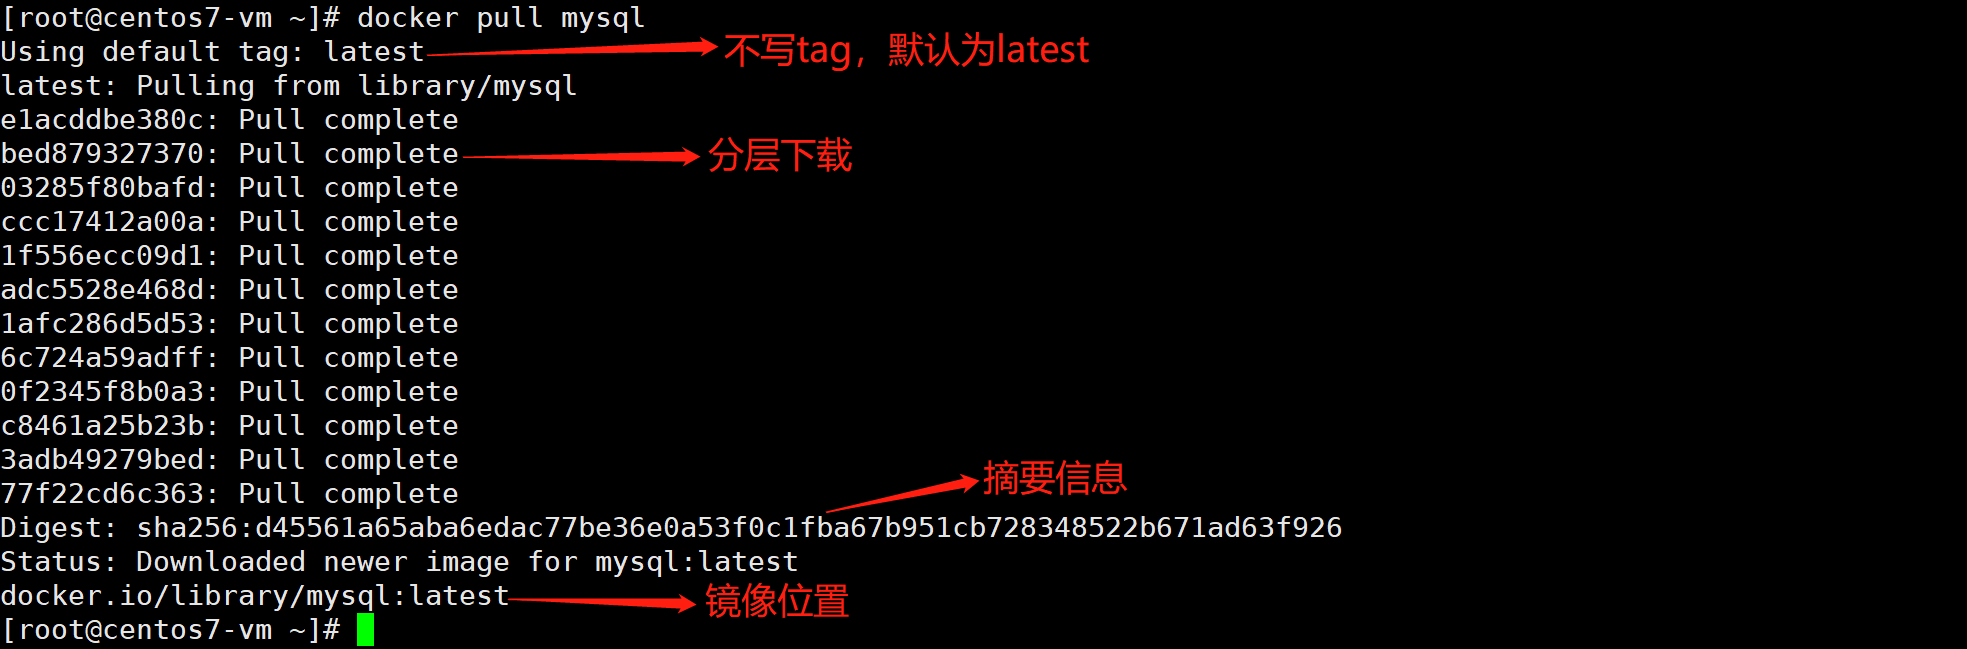 [root@centos7-vm ~]# docker pull mysql
Using default tag: latest
不写tag，默认为latest
latest: Pulling from library/mysql
e1acddbe380c: Pull complete
bed879327370: Pull complete
分层下载
03285f80bafd: Pull complete
ccc17412a00a: Pull complete
1f556ecc09d1: Pull complete
adc5528e468d: Pull complete
1afc286d5d53: Pull complete
6c724a59adff: Pull complete
0f2345f8b0a3: Pull complete
c8461a25b23b: Pull complete
3adb49279bed: Pull complete
摘要信息
77f22cd6c363: Pull complete
Digest: sha256:d45561a65aba6edac77be36e0a53f0c1fba67b951cb728348522b671ad63f926
Status: Downloaded newer image for mysql:latest
docker.io/library/mysql:latest
镜像位置
[root@centos7-vm ~]#